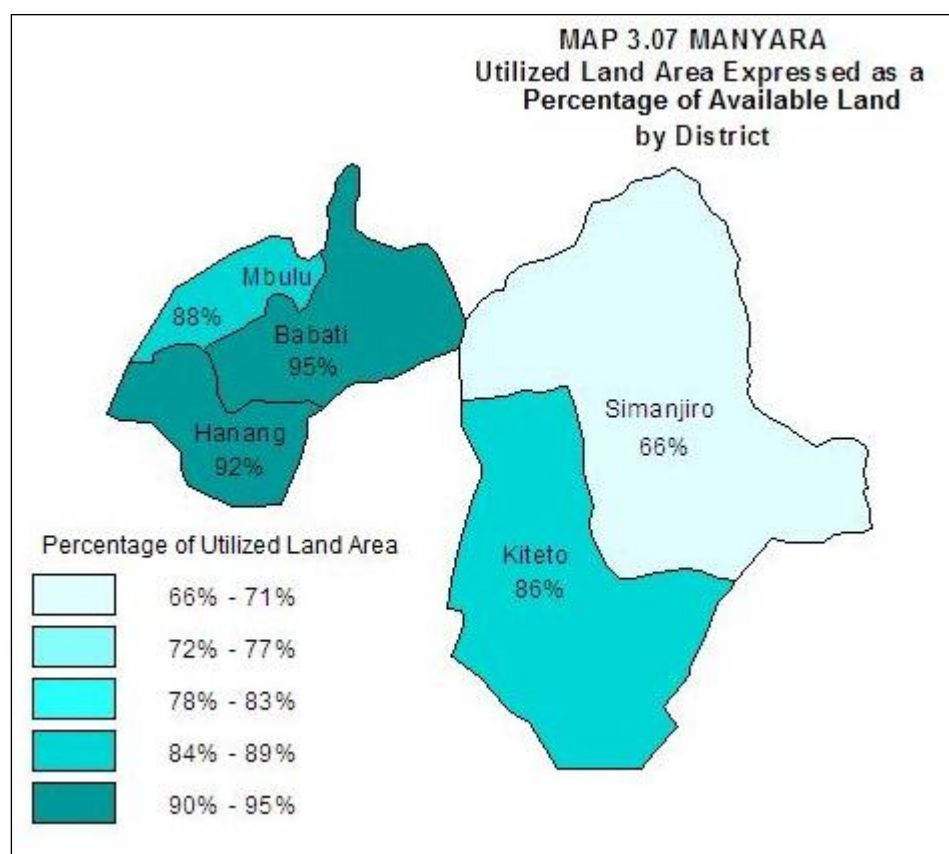 MAP 3.07 MANYARA
Utilized Land Area Expressed as a
Percentage of Available Land
by District
Mbulu
88%
Babati
95%
Hanang
92%
Simanjiro
66%
Kiteto
86%
Percentage of Utilized Land Area
66% - 71%
72% - 77%
78% - 83%
84% - 89%
90% - 95%